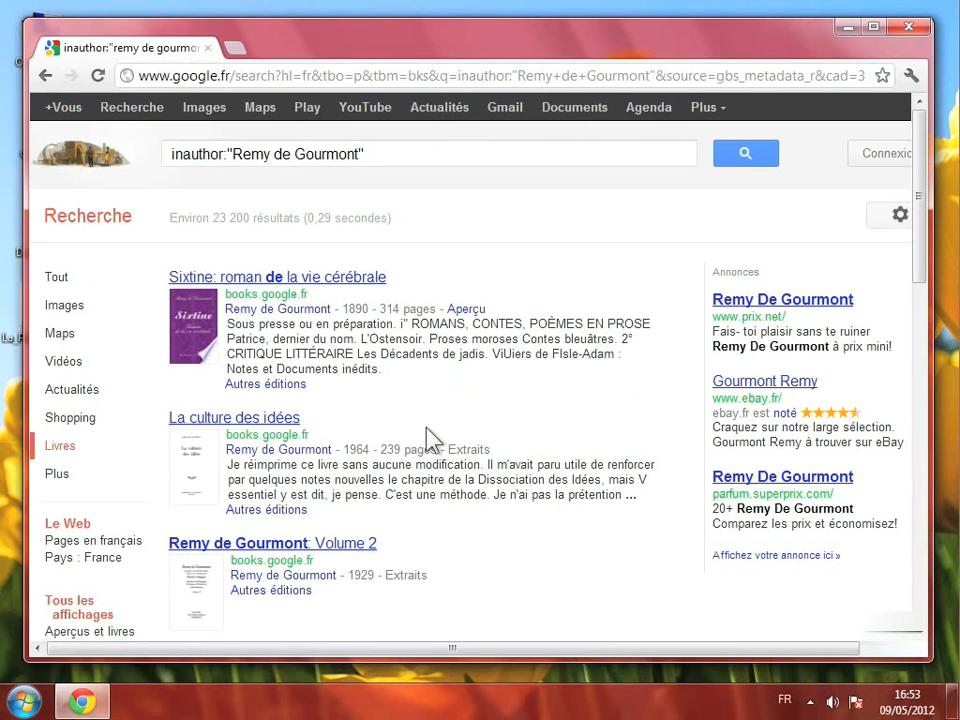 inauthor:"remy de gourmo
www.google.fr/search?hl=fr&tbo=p&tbm=bks&q=inauthor:"Remy+de+Gourmont"&source=gbs_metadata_r&cad=3
+Vous Recherche Images Maps Play YouTube Actualités Gmail Documents Agenda Plus
inauthor:"Remy de Gourmont"
Connexio
Recherche
Environ 23 200 résultats (0,29 secondes)
Tout
Images
Maps
Vidéos
Actualités
Shopping
Livres
Plus
Le Web
Pages en français
Pays : France
Tous les
affichages
Aperçus et livres
Sixtine: roman de la vie cérébrale
books.google.fr
Remy de Gourmont - 1890 - 314 pages - Aperçu
Sous presse ou en préparation. i" ROMANS, CONTES, POÈMES EN PROSE
Patrice, dernier du nom. L'Ostensoir. Proses moroses Contes bleuâtres. 2°
CRITIQUE LITTÉRAIRE Les Décadents de jadis. ViUiers de FIsle-Adam :
Notes et Documents inédits.
Autres éditions
Sixtine
La culture des idées
books.google.fr
Remy de Gourmont - 1964 - 239 pages - Extraits
Je réimprime ce livre sans aucune modification. Il m'avait paru utile de renforcer
par quelques notes nouvelles le chapitre de la Dissociation des Idées, mais V
essentiel y est dit, je pense. C'est une méthode. Je n'ai pas la prétention ...
Autres éditions
Remy de Gourmont: Volume 2
books.google.fr
Remy de Gourmont - 1929 - Extraits
Autres éditions
Annonces
Remy De Gourmont
www.prix.net/
Fais- toi plaisir sans te ruiner
Remy De Gourmont à prix mini!
Gourmont Remy
www.ebay.fr/
ebay.fr est noté
Craquez sur notre large sélection.
Gourmont Remy à trouver sur eBay
Remy De Gourmont
parfum.superprix.com/
20+ Remy De Gourmont
Comparez les prix et économisez!
Affichez votre annonce ici »
FR
16:53
09/05/2012